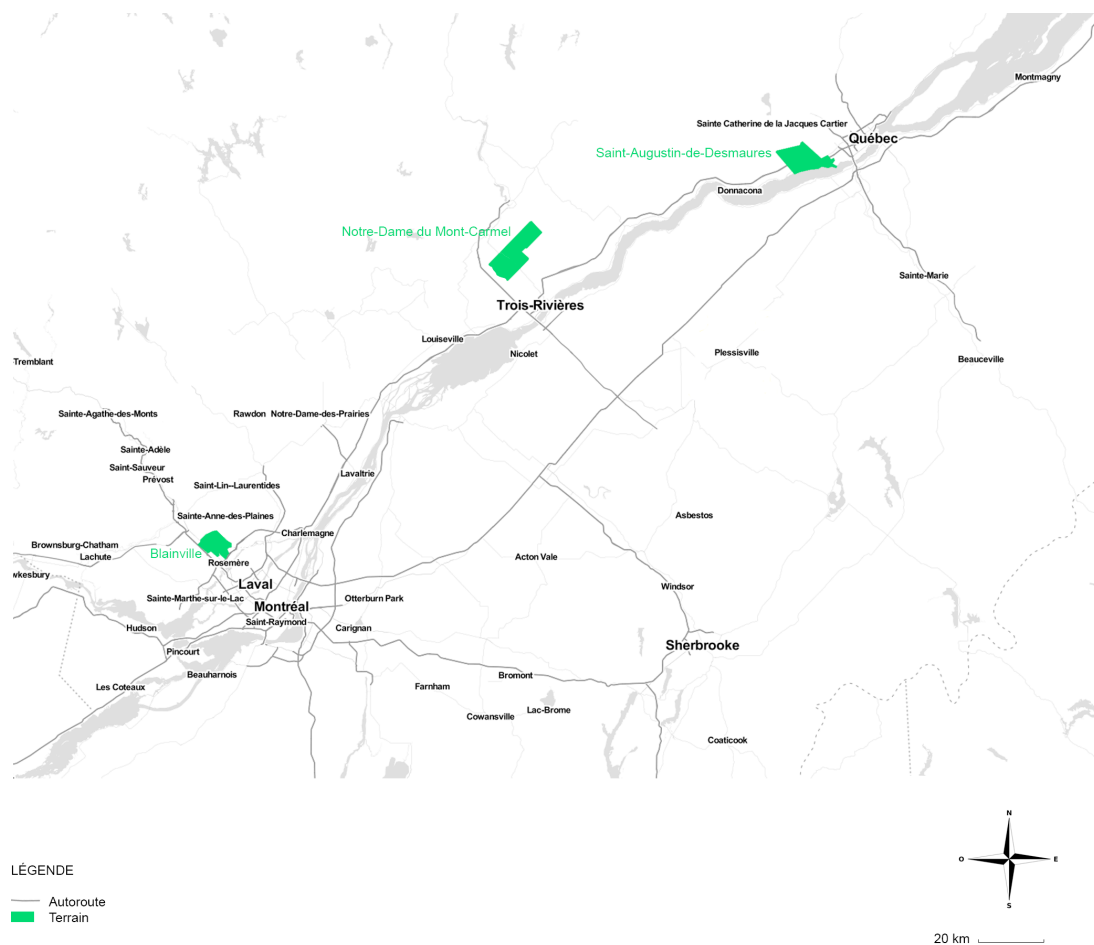 Montmagny
Sainte Catherine de la Jacques Cartier
Québec
Saint-Augustin-de-Desmaures
Donnacona
Notre-Dame du Mont-Carmel
Sainte-Marie
Trois-Rivières
Louiseville
Nicolet
Plessisville
Beauceville
Tremblant
Sainte-Agathe-des-Monts
Rawdon
Notre-Dame-des-Prairies
Sainte-Adèle
Saint-Sauveur
Prévost
Lavaltrie
Saint-Lin--Laurentides
Sainte-Anne-des-Plaines
Asbestos
Charlemagne
Brownsburg-Chatham
Blainville
Lachute
Acton Vale
Rosemère
wkesbury
Laval
Windsor
Sainte-Marthe-sur-le-Lac
Montréal
Otterburn Park
Saint-Raymond
Hudson
Carignan
Sherbrooke
Pincourt
Beauharnois
Bromont
Les Coteaux
Farnham
Lac-Brome
Cowansville
Coaticook
N
O
E
S
LÉGENDE
Autoroute
Terrain
20 km